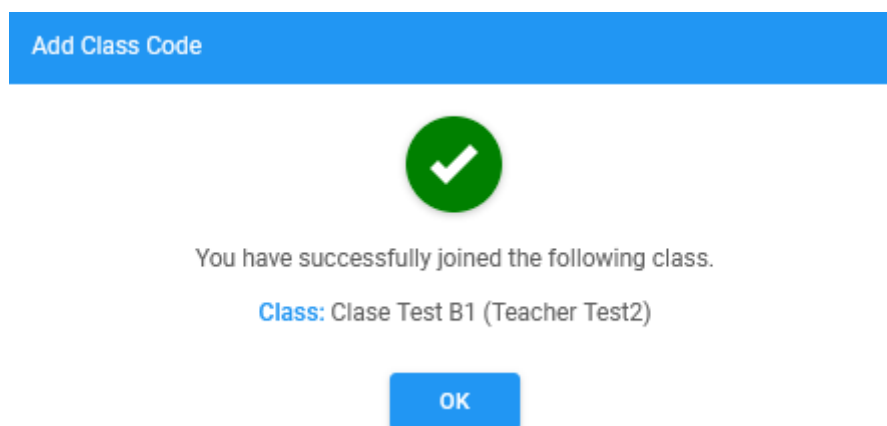 Add Class Code
You have successfully joined the following class.
Class: Clase Test B1 (Teacher Test2)
OK